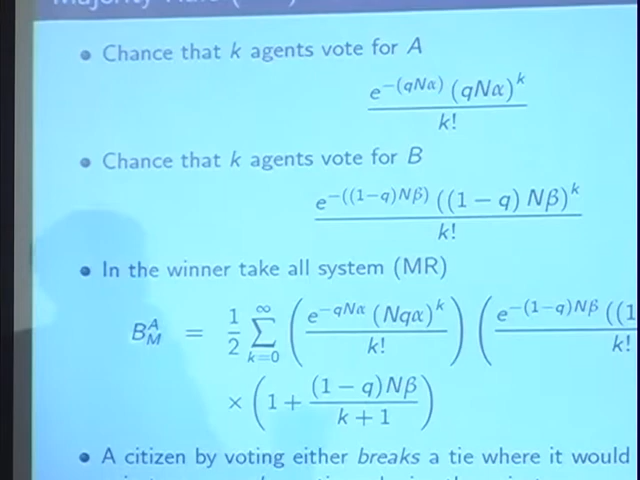 Majority Rule
• Chance that k agents vote for A
e^{-(qNα)} (qNα)^k / k!
• Chance that k agents vote for B
e^{-((1-q)Nβ)} ((1 − q) Nβ)^k / k!
• In the winner take all system (MR)
B_M^A = 1/2 ∑_{k=0}^{∞} ( e^{-qNα} (Nqα)^k / k! ) ( e^{-(1-q)Nβ} ((1 / k!
× ( 1 + (1 − q)Nβ / k + 1 )
• A citizen by voting either breaks a tie where it would